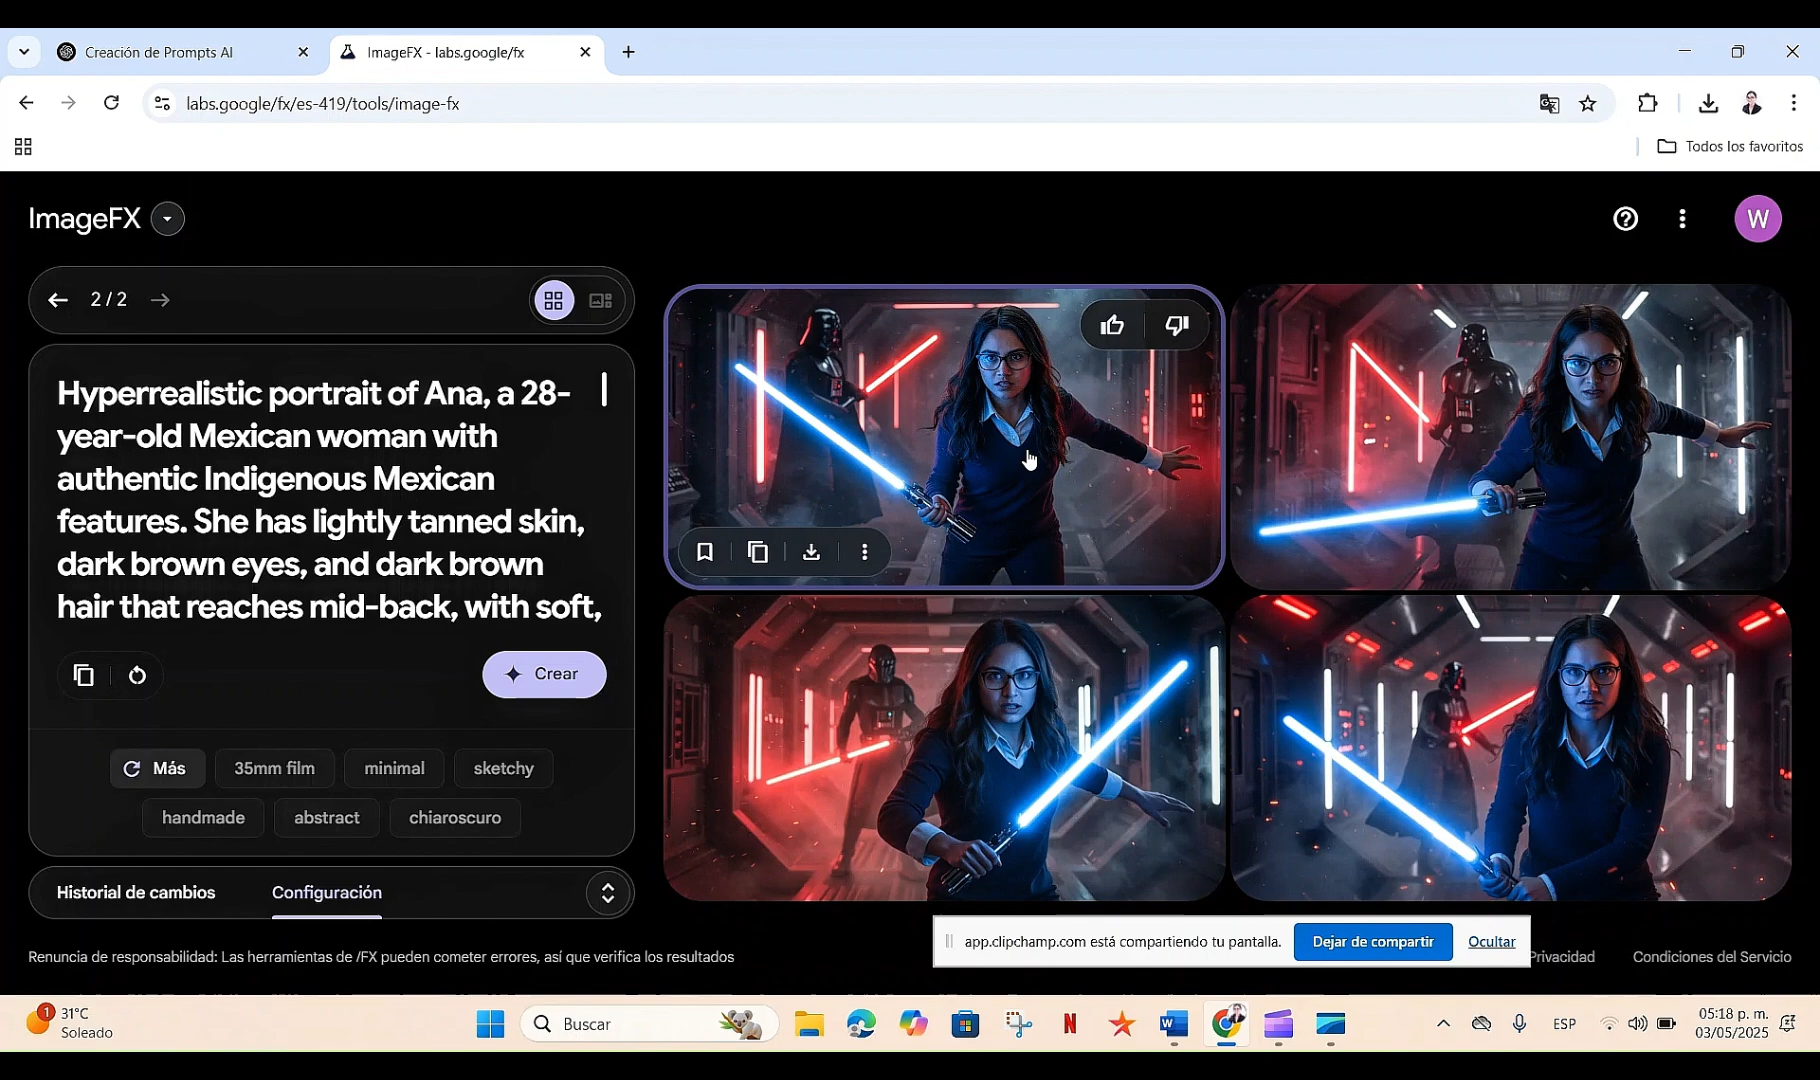 Creación de Prompts AI
ImageFX - labs.google/fx
labs.google/fx/es-419/tools/image-fx
Todos los favoritos
ImageFX
W
2 / 2
Hyperrealistic portrait of Ana, a 28-
year-old Mexican woman with
authentic Indigenous Mexican
features. She has lightly tanned skin,
dark brown eyes, and dark brown
hair that reaches mid-back, with soft,
Crear
Más
35mm film
minimal
sketchy
handmade
abstract
chiaroscuro
Historial de cambios
Configuración
app.clipchamp.com está compartiendo tu pantalla.
Dejar de compartir
Ocultar
Renuncia de responsabilidad: Las herramientas de /FX pueden cometer errores, así que verifica los resultados
Privacidad
Condiciones del Servicio
1
31°C
Soleado
Buscar
N
W
ESP
05:18 p. m.
03/05/2025